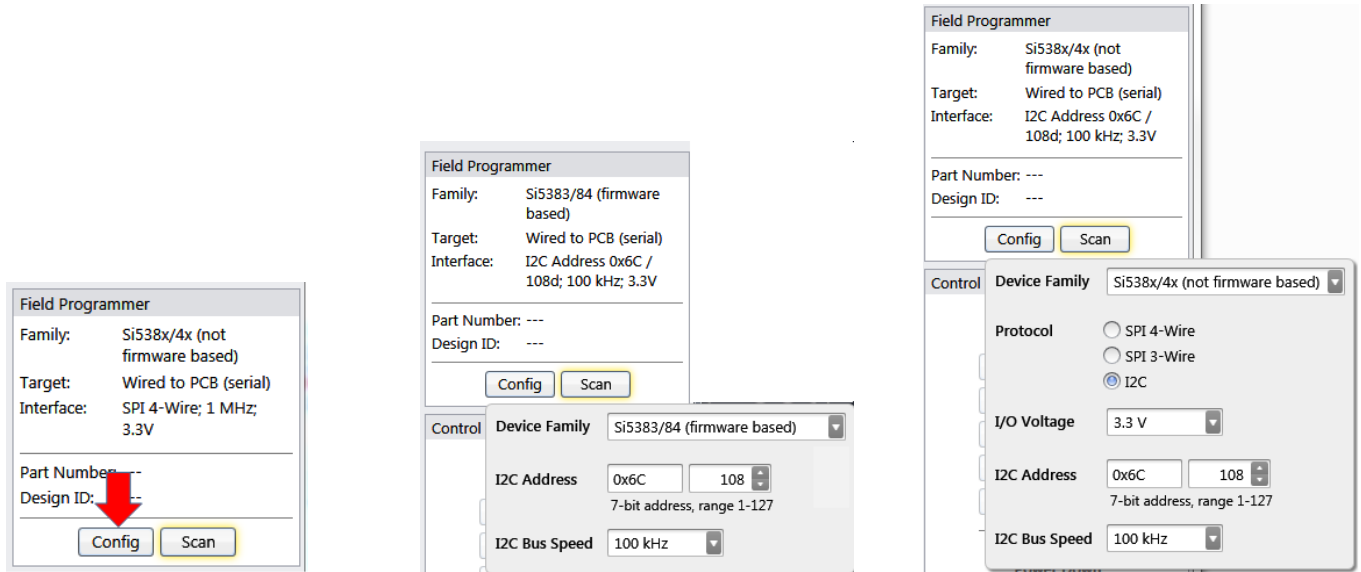 Field Programmer
Family: Si538x/4x (not
firmware based)
Target: Wired to PCB (serial)
Interface: SPI 4-Wire; 1 MHz;
3.3V
Part Number: ---
Design ID: --
Config Scan
Field Programmer
Family: Si5383/84 (firmware
based)
Target: Wired to PCB (serial)
Interface: I2C Address 0x6C /
108d; 100 kHz; 3.3V
Part Number: ---
Design ID: ---
Config Scan
Control
Device Family Si5383/84 (firmware based)
I2C Address 0x6C 108
7-bit address, range 1-127
I2C Bus Speed 100 kHz
Field Programmer
Family: Si538x/4x (not
firmware based)
Target: Wired to PCB (serial)
Interface: I2C Address 0x6C /
108d; 100 kHz; 3.3V
Part Number: ---
Design ID: ---
Config Scan
Control
Device Family Si538x/4x (not firmware based)
Protocol SPI 4-Wire
SPI 3-Wire
I2C
I/O Voltage 3.3 V
I2C Address 0x6C 108
7-bit address, range 1-127
I2C Bus Speed 100 kHz